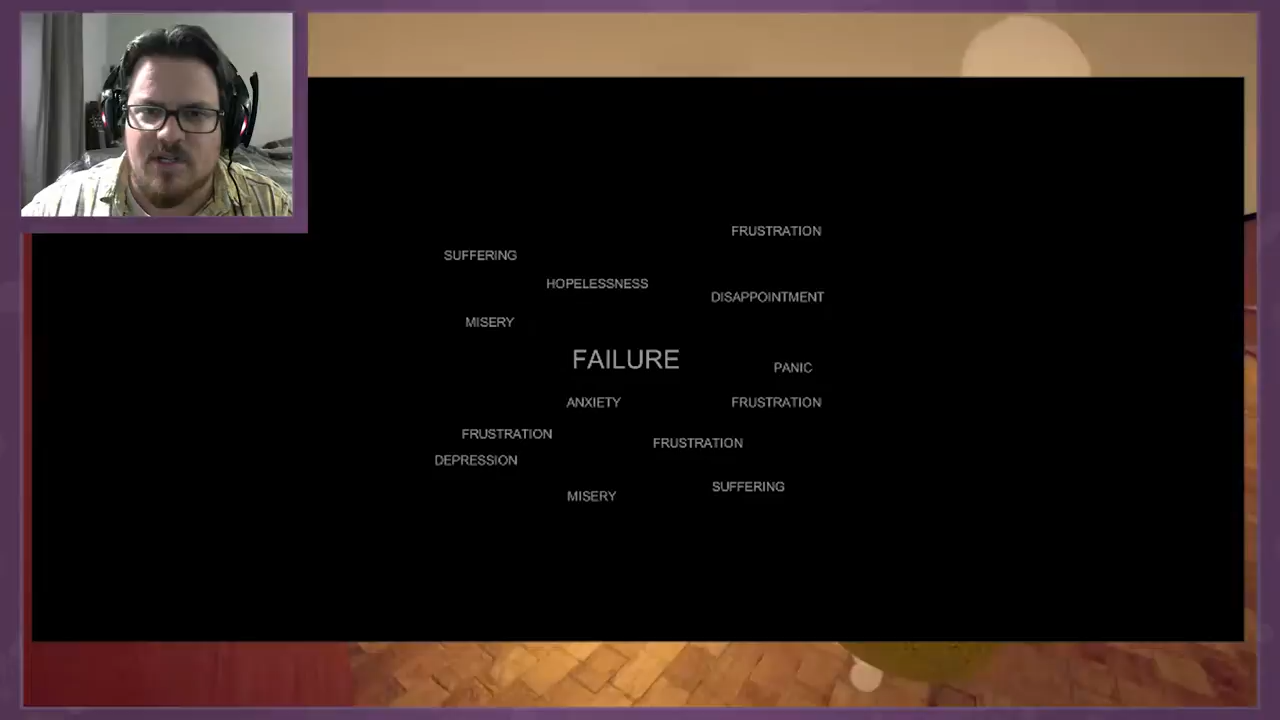 FRUSTRATION
SUFFERING
HOPELESSNESS
DISAPPOINTMENT
MISERY
FAILURE
PANIC
ANXIETY
FRUSTRATION
FRUSTRATION
FRUSTRATION
DEPRESSION
SUFFERING
MISERY